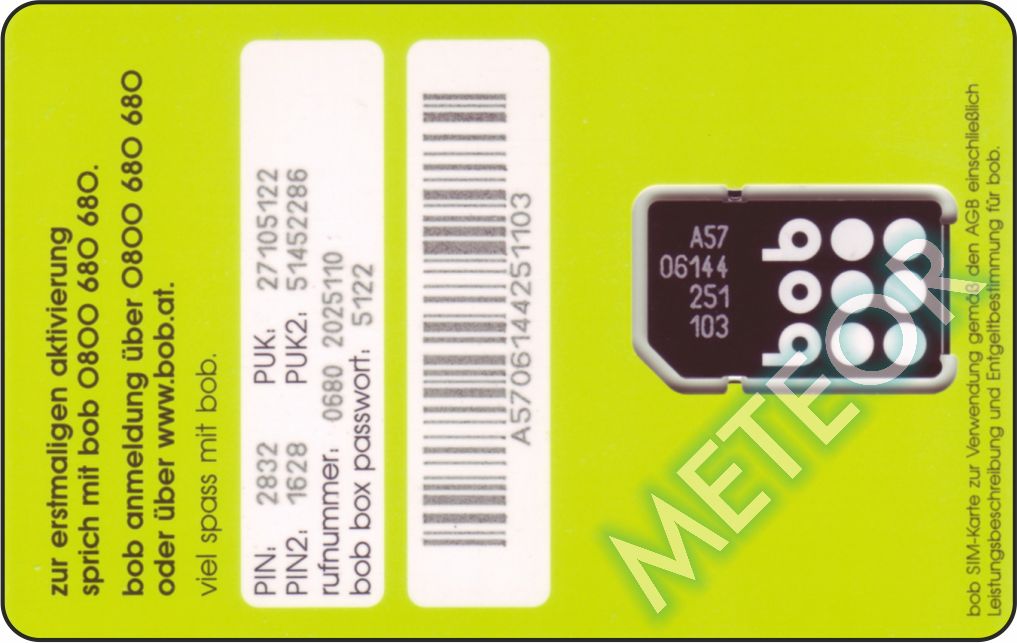 zur erstmaligen aktivierung
sprich mit bob 0800 680 680.
bob anmeldung über 0800 680 680
oder über www.bob.at.
viel spass mit bob.
PIN: 2832 PUK: 27105122
PIN2: 1628 PUK2: 51452286
rufnummer: 0680 2025110
bob box passwort: 5122
A5706144251103
A57
06144
251
103
bob
METEOR
bob SIM-Karte zur Verwendung gemäß den AGB einschließlich
Leistungsbeschreibung und Entgeltbestimmung für bob.